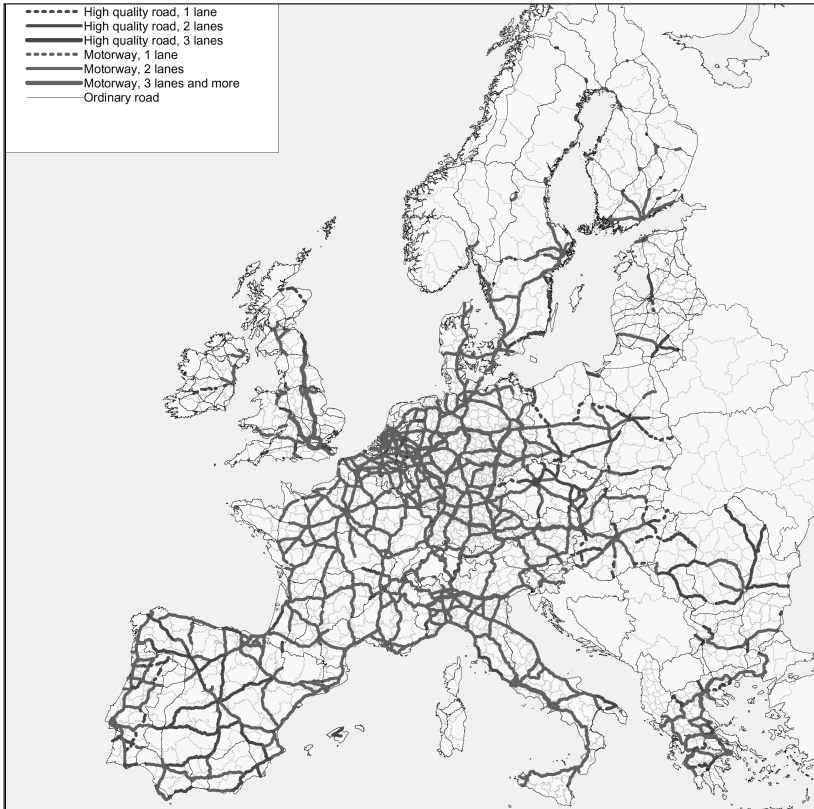 High quality road, 1 lane
High quality road, 2 lanes
High quality road, 3 lanes
Motorway, 1 lane
Motorway, 2 lanes
Motorway, 3 lanes and more
Ordinary road